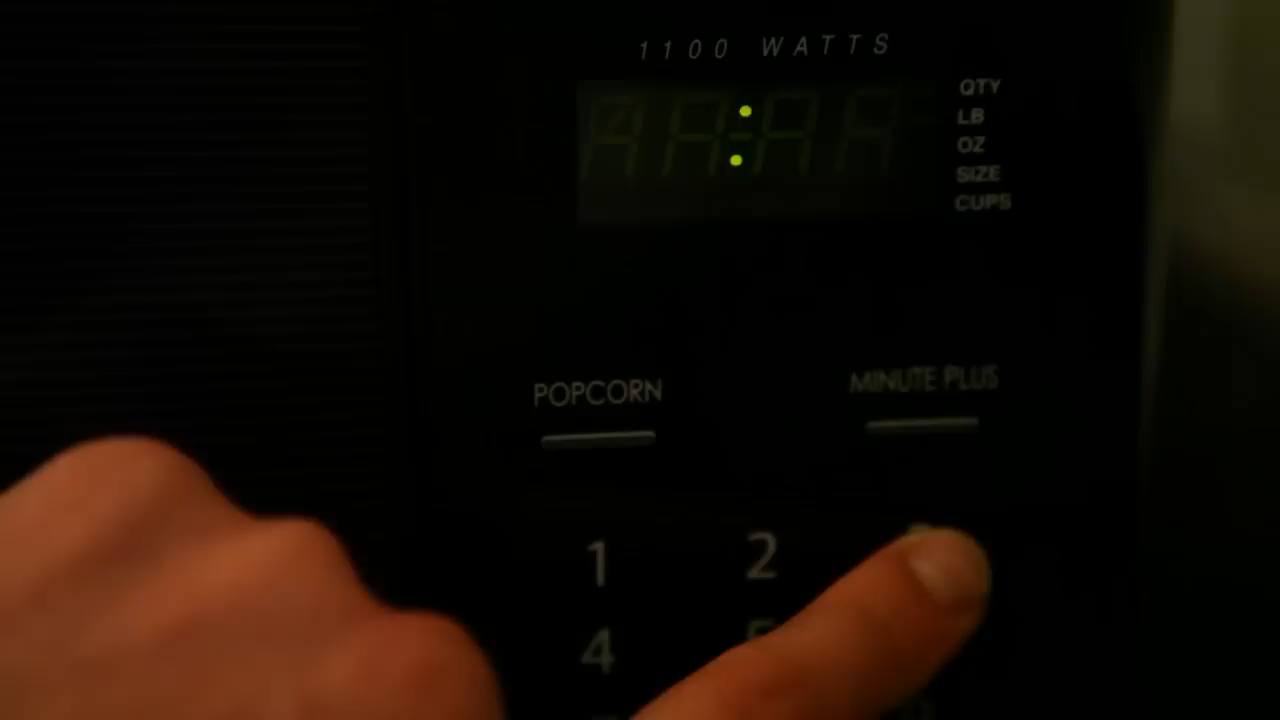 1100 WATTS
:
QTY
LB
OZ
SIZE
CUPS
POPCORN
MINUTE PLUS
1
2
4